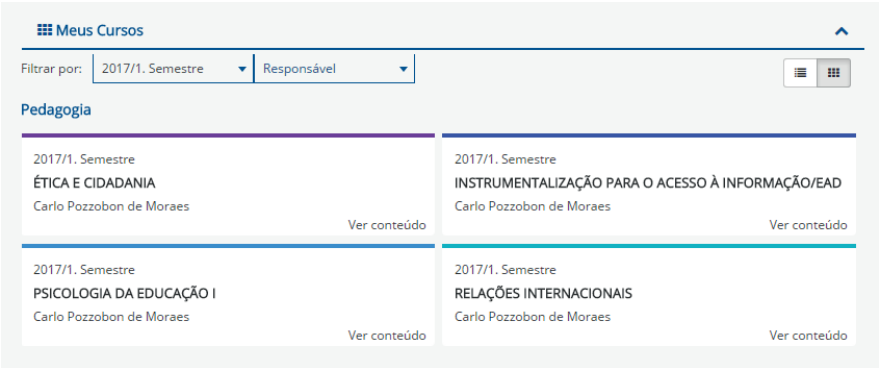 Meus Cursos
Filtrar por: 2017/1. Semestre Responsável
Pedagogia
2017/1. Semestre
ÉTICA E CIDADANIA
Carlo Pozzobon de Moraes
Ver conteúdo
2017/1. Semestre
INSTRUMENTALIZAÇÃO PARA O ACESSO À INFORMAÇÃO/EAD
Carlo Pozzobon de Moraes
Ver conteúdo
2017/1. Semestre
PSICOLOGIA DA EDUCAÇÃO I
Carlo Pozzobon de Moraes
Ver conteúdo
2017/1. Semestre
RELAÇÕES INTERNACIONAIS
Carlo Pozzobon de Moraes
Ver conteúdo